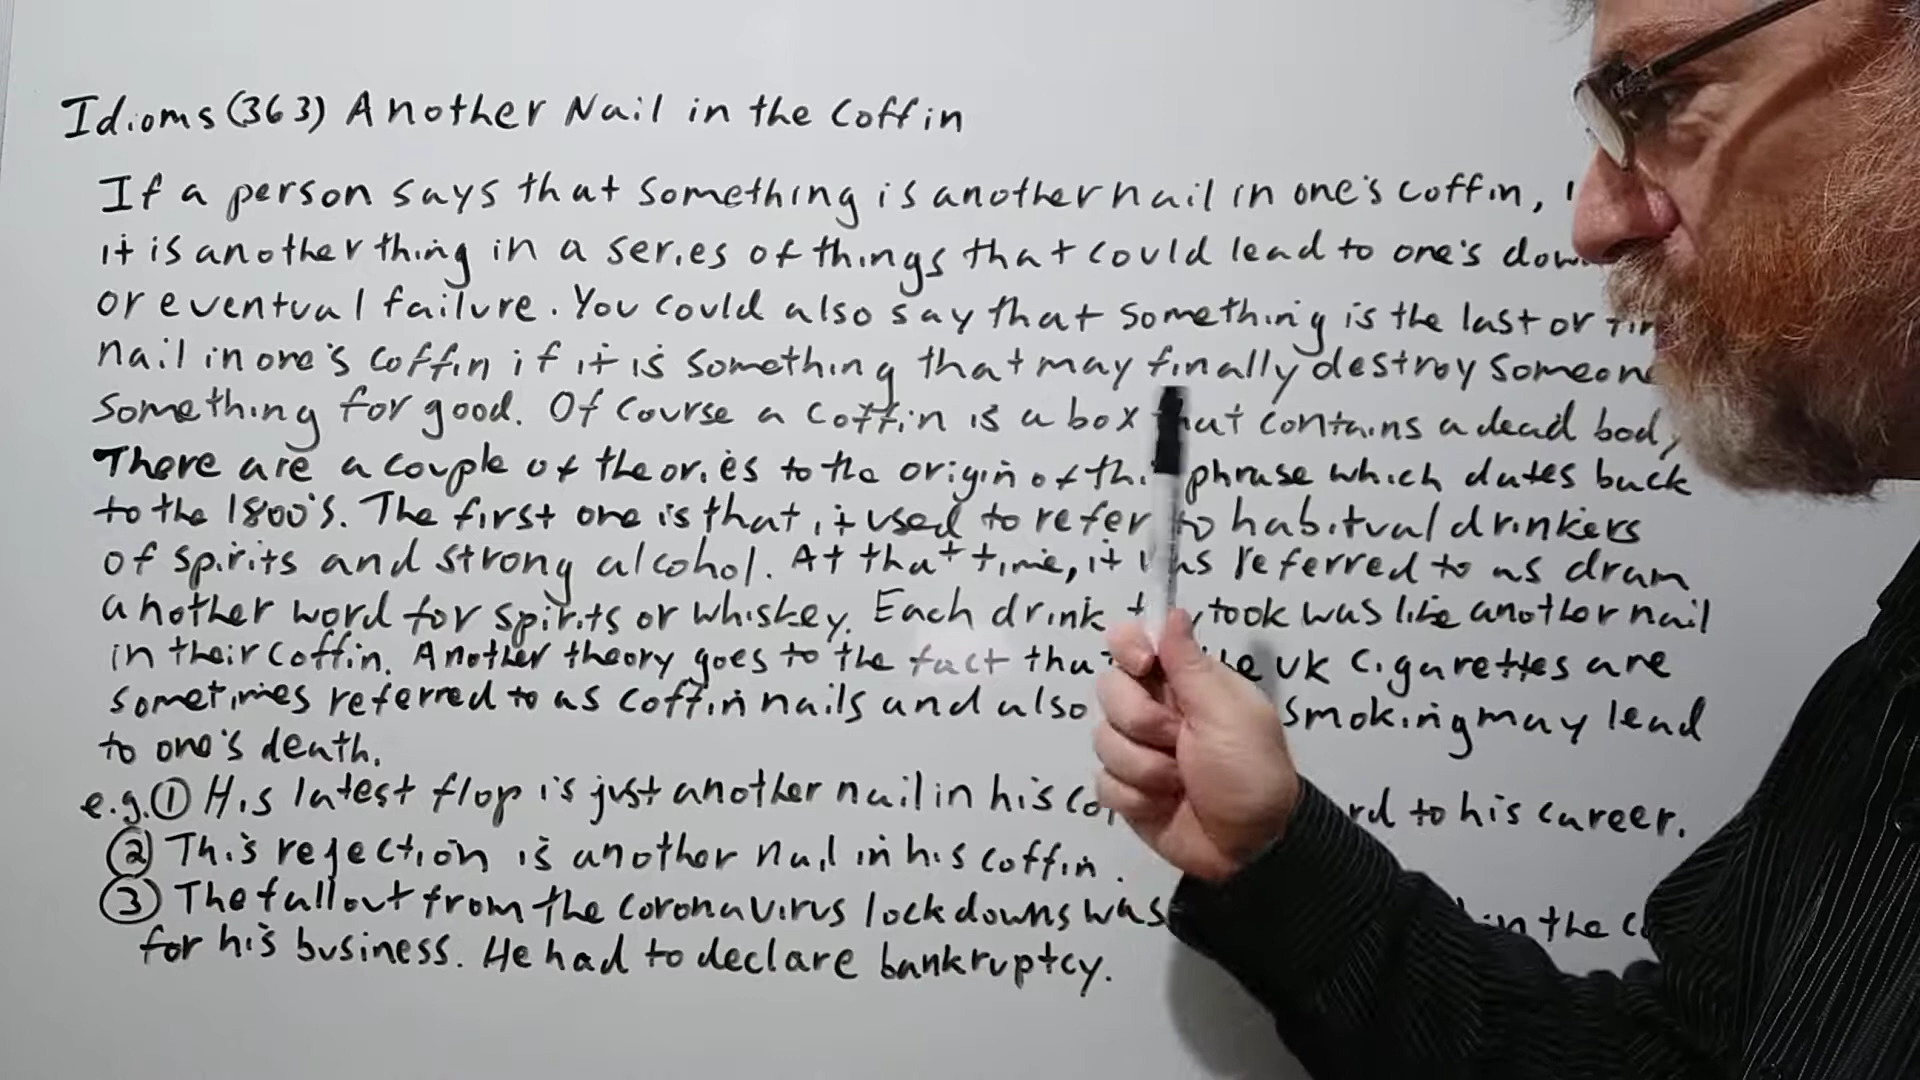 Idioms (363) Another Nail in the Coffin
If a person says that something is another nail in one's coffin,
it is another thing in a series of things that could lead to one's
or eventual failure. You could also say that something is the last or
nail in one's coffin if it is something that may finally destroy
something for good. Of course a coffin is a box that contains a dead body
There are a couple of theories to the origin of this phrase which dates back
to the 1800's. The first one is that it used to refer to habitual drinkers
of spirits and strong alcohol. At that time, it was referred to as dram
another word for spirits or whiskey. Each drink they took was like another nail
in their coffin. Another theory goes to the fact that the UK cigarettes are
sometimes referred to as coffin nails and also smoking may lead
to one's death.
e.g. ① His latest flop is just another nail in his to his career.
② This rejection is another nail in his coffin.
③ The fallout from the coronavirus lockdowns was in the
for his business. He had to declare bankruptcy.